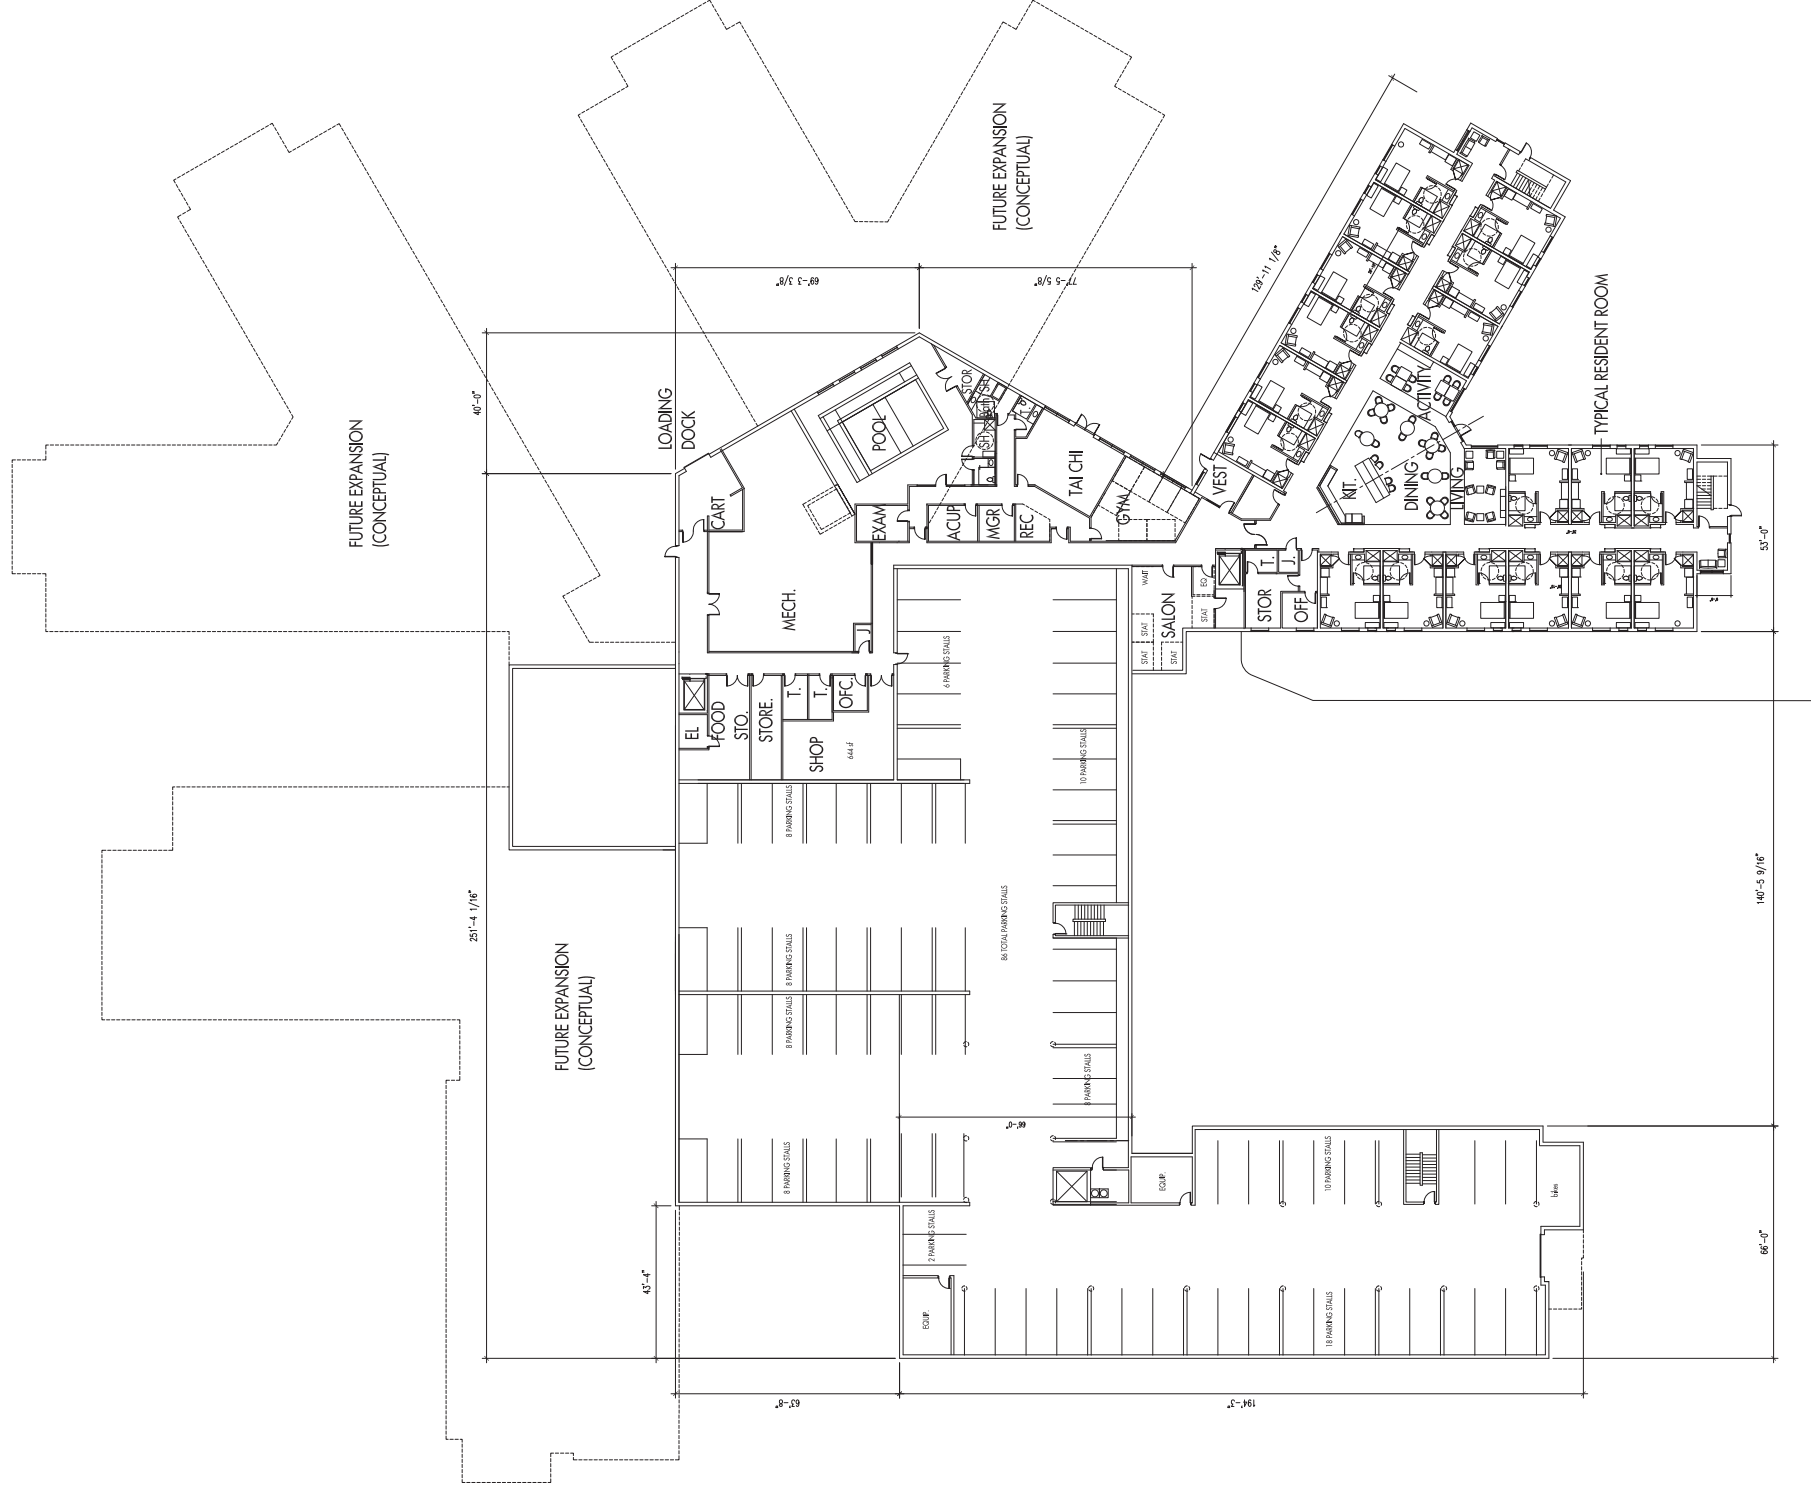 FUTURE EXPANSION
(CONCEPTUAL)
FUTURE EXPANSION
(CONCEPTUAL)
FUTURE EXPANSION
(CONCEPTUAL)
129'-11 1/8"
69'-3 3/8"
77'-5 5/8"
40'-0"
251'-4 1/16"
43'-4"
63'-8"
194'-3"
66'-0"
66'-0"
140'-5 9/16"
53'-0"
LOADING
DOCK
CART
POOL
STOR
SH
SH
T.
EXAM
ACUP
MGR
REC
TAI CHI
GYM
VEST
MECH.
J
EL
FOOD
STO.
STORE.
T.
T.
OFC.
SHOP
644 sf
WAIT
SALON
EQ.
STAT
STAT
STAT
STAT
STOR
T.
J.
OFF
KIT.
DINING
LIVING
ACTIVITY
TYPICAL RESIDENT ROOM
6 PARKING STALLS
10 PARKING STALLS
8 PARKING STALLS
8 PARKING STALLS
8 PARKING STALLS
8 PARKING STALLS
8 PARKING STALLS
86 TOTAL PARKING STALLS
2 PARKING STALLS
10 PARKING STALLS
18 PARKING STALLS
EQUIP.
EQUIP.
bikes